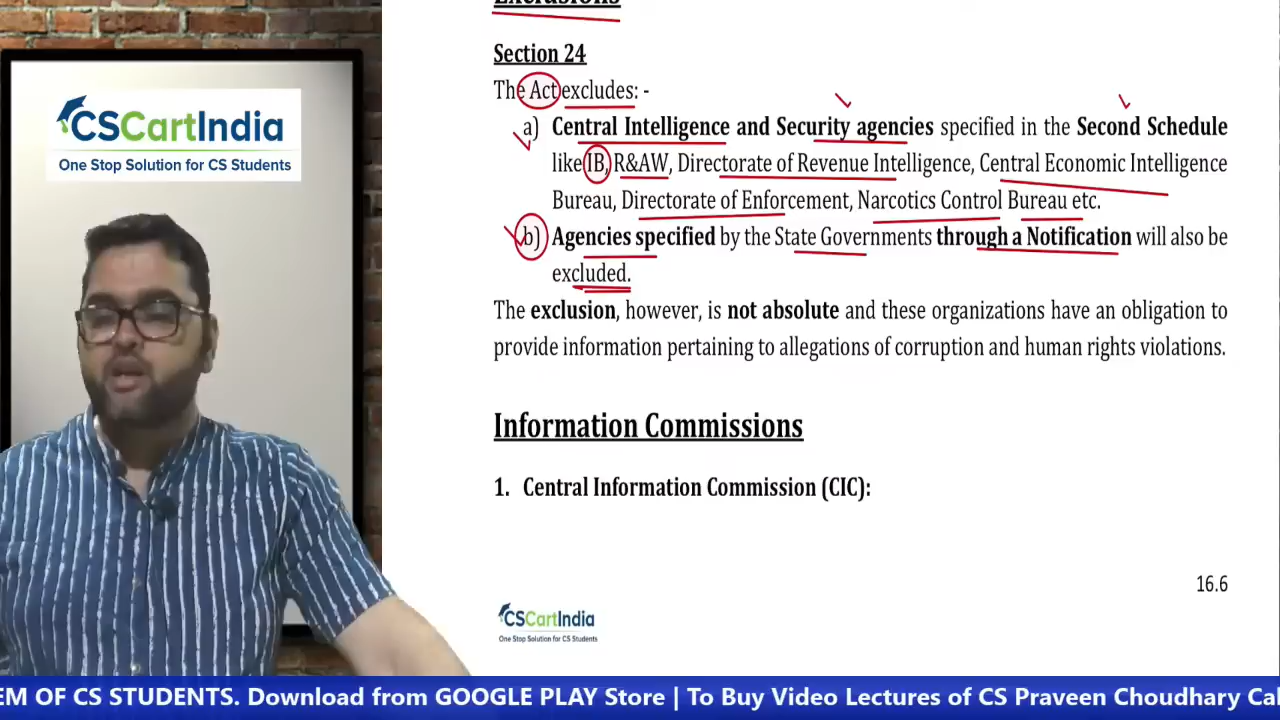 Exclusions
Section 24
The Act excludes: -
a) Central Intelligence and Security agencies specified in the Second Schedule
like IB, R&AW, Directorate of Revenue Intelligence, Central Economic Intelligence
Bureau, Directorate of Enforcement, Narcotics Control Bureau etc.
b) Agencies specified by the State Governments through a Notification will also be
excluded.
The exclusion, however, is not absolute and these organizations have an obligation to
provide information pertaining to allegations of corruption and human rights violations.
Information Commissions
1. Central Information Commission (CIC):
16.6
CSCartIndia
One Stop Solution for CS Students
CSCartIndia
One Stop Solution for CS Students
EM OF CS STUDENTS. Download from GOOGLE PLAY Store | To Buy Video Lectures of CS Praveen Choudhary Cal